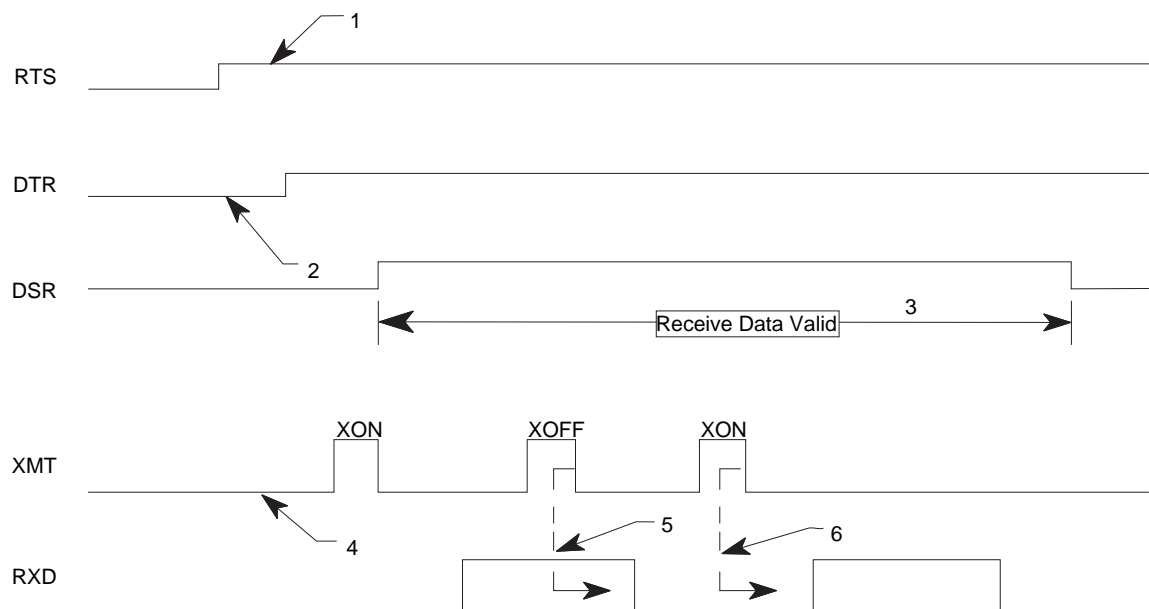 1
RTS
DTR
2
DSR
3
Receive Data Valid
XON
XOFF
XON
XMT
4
5
6
RXD